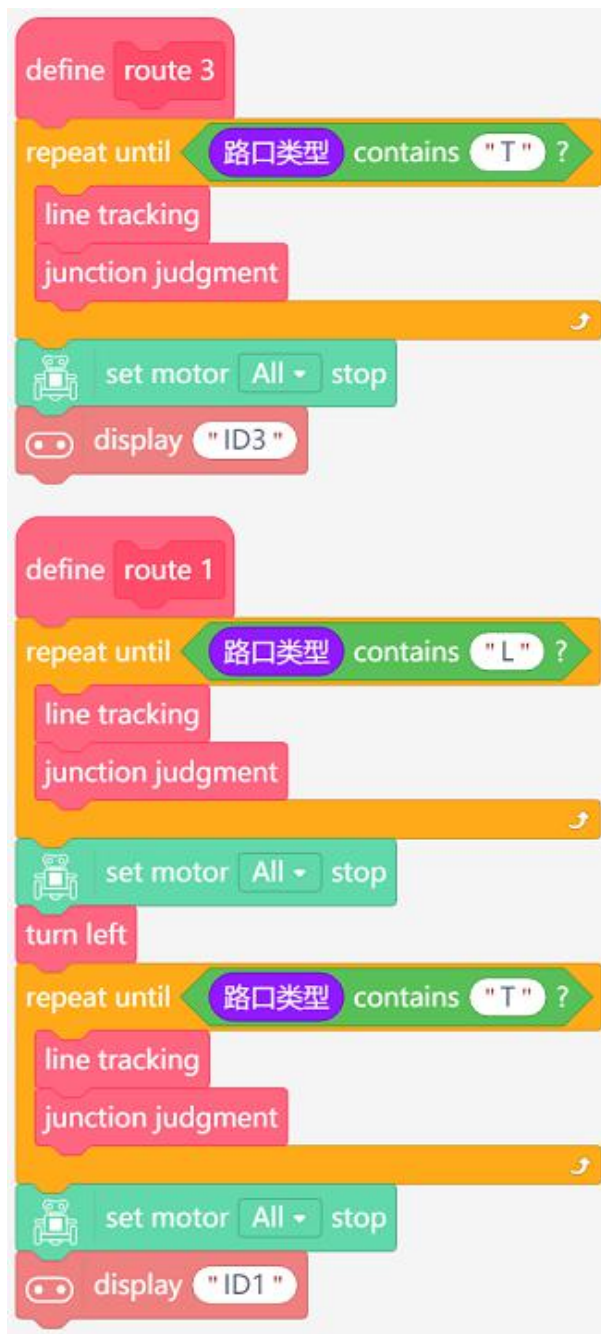 define route 3
repeat until 路口类型 contains "T" ?
line tracking
junction judgment
set motor All stop
display "ID3"
define route 1
repeat until 路口类型 contains "L" ?
line tracking
junction judgment
set motor All stop
turn left
repeat until 路口类型 contains "T" ?
line tracking
junction judgment
set motor All stop
display "ID1"